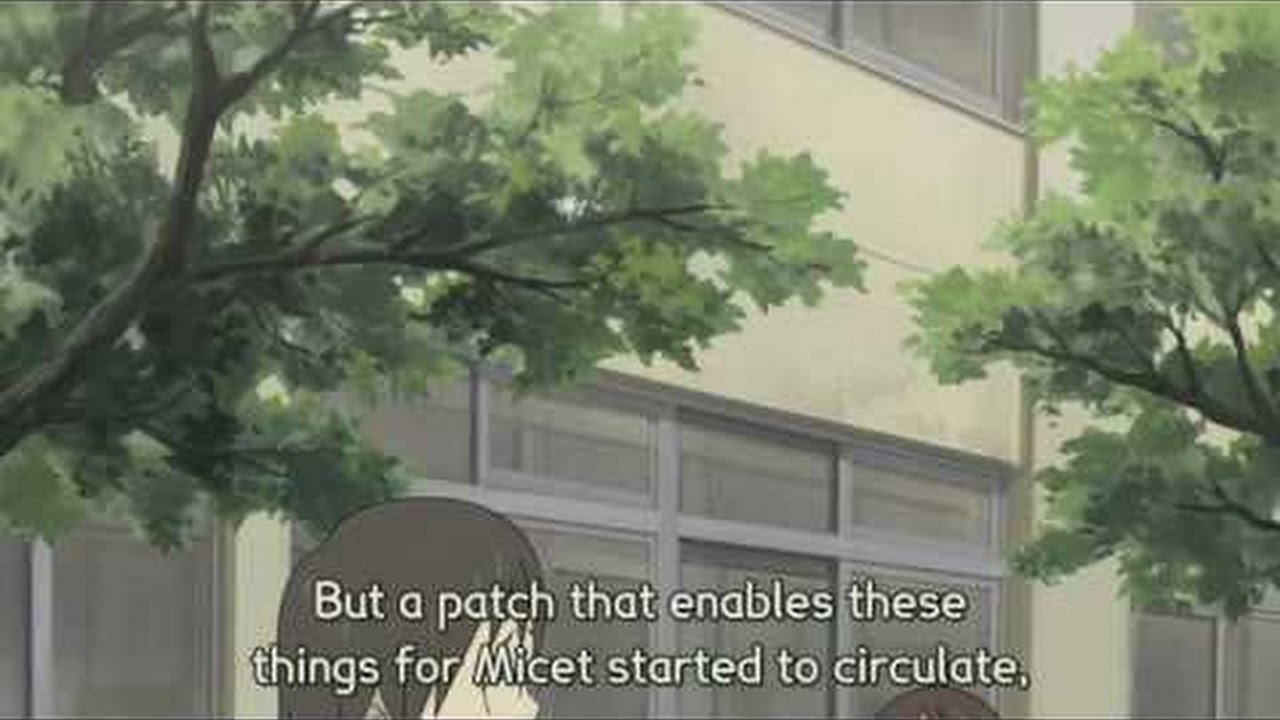 But a patch that enables these
things for Micet started to circulate,